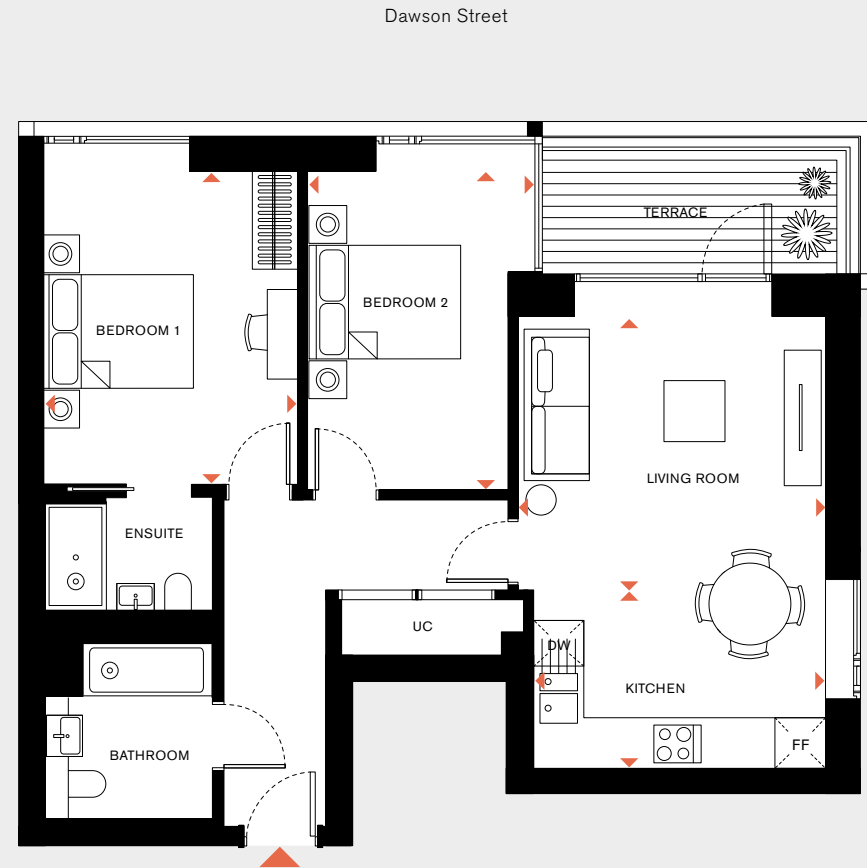 Dawson Street
TERRACE
BEDROOM 2
BEDROOM 1
LIVING ROOM
ENSUITE
UC
DW
KITCHEN
FF
BATHROOM